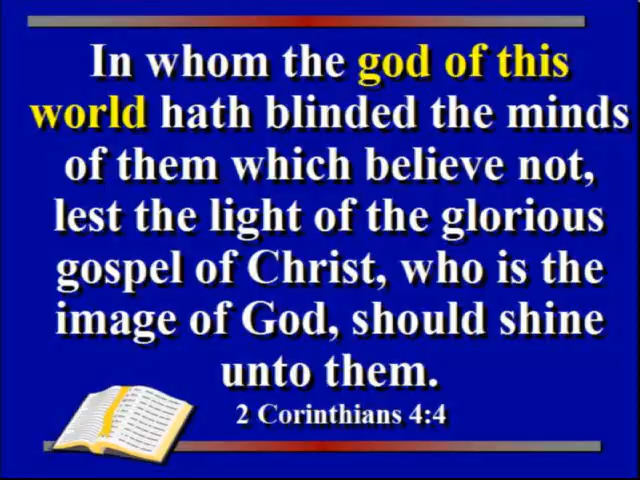 In whom the god of this
world hath blinded the minds
of them which believe not,
lest the light of the glorious
gospel of Christ, who is the
image of God, should shine
unto them.
2 Corinthians 4:4